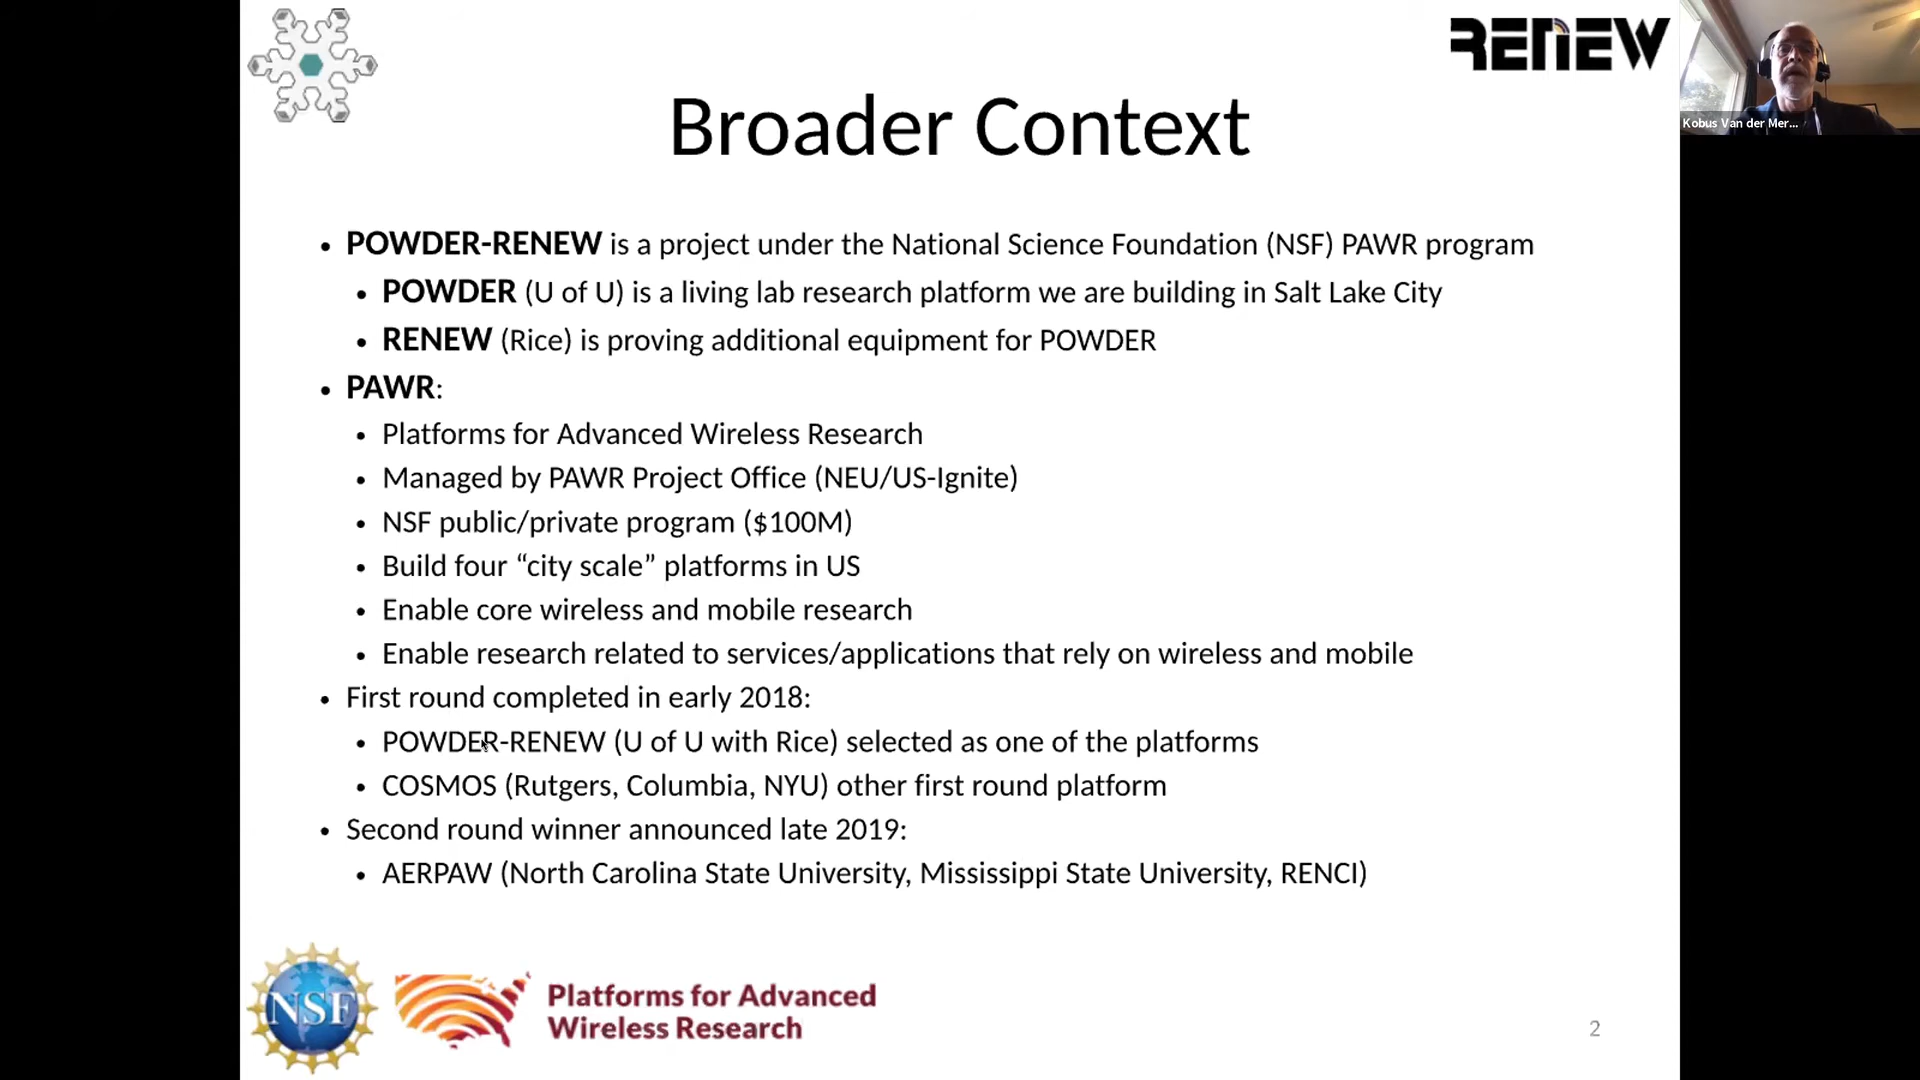 RENEW
Kobus Van der Mer...
Broader Context
• POWDER-RENEW is a project under the National Science Foundation (NSF) PAWR program
• POWDER (U of U) is a living lab research platform we are building in Salt Lake City
• RENEW (Rice) is proving additional equipment for POWDER
• PAWR:
• Platforms for Advanced Wireless Research
• Managed by PAWR Project Office (NEU/US-Ignite)
• NSF public/private program ($100M)
• Build four “city scale” platforms in US
• Enable core wireless and mobile research
• Enable research related to services/applications that rely on wireless and mobile
• First round completed in early 2018:
• POWDER-RENEW (U of U with Rice) selected as one of the platforms
• COSMOS (Rutgers, Columbia, NYU) other first round platform
• Second round winner announced late 2019:
• AERPAW (North Carolina State University, Mississippi State University, RENCI)
NSF
Platforms for Advanced
Wireless Research
2